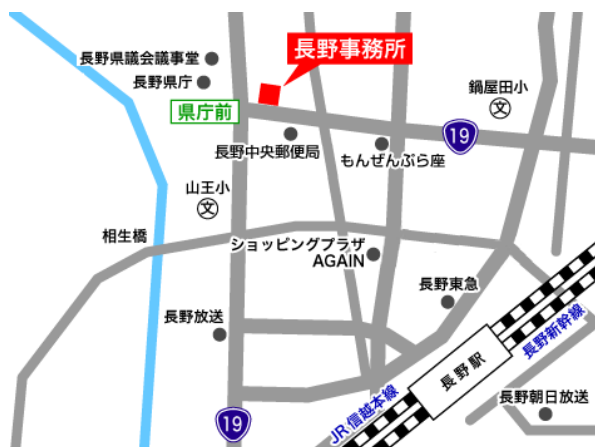 長野事務所
長野県議会議事堂
長野県庁
鍋屋田小
文
県庁前
19
長野中央郵便局
もんぜんぷら座
山王小
文
相生橋
ショッピングプラザ
AGAIN
長野東急
長野放送
長野新幹線
長野駅
JR信越本線
長野朝日放送
19